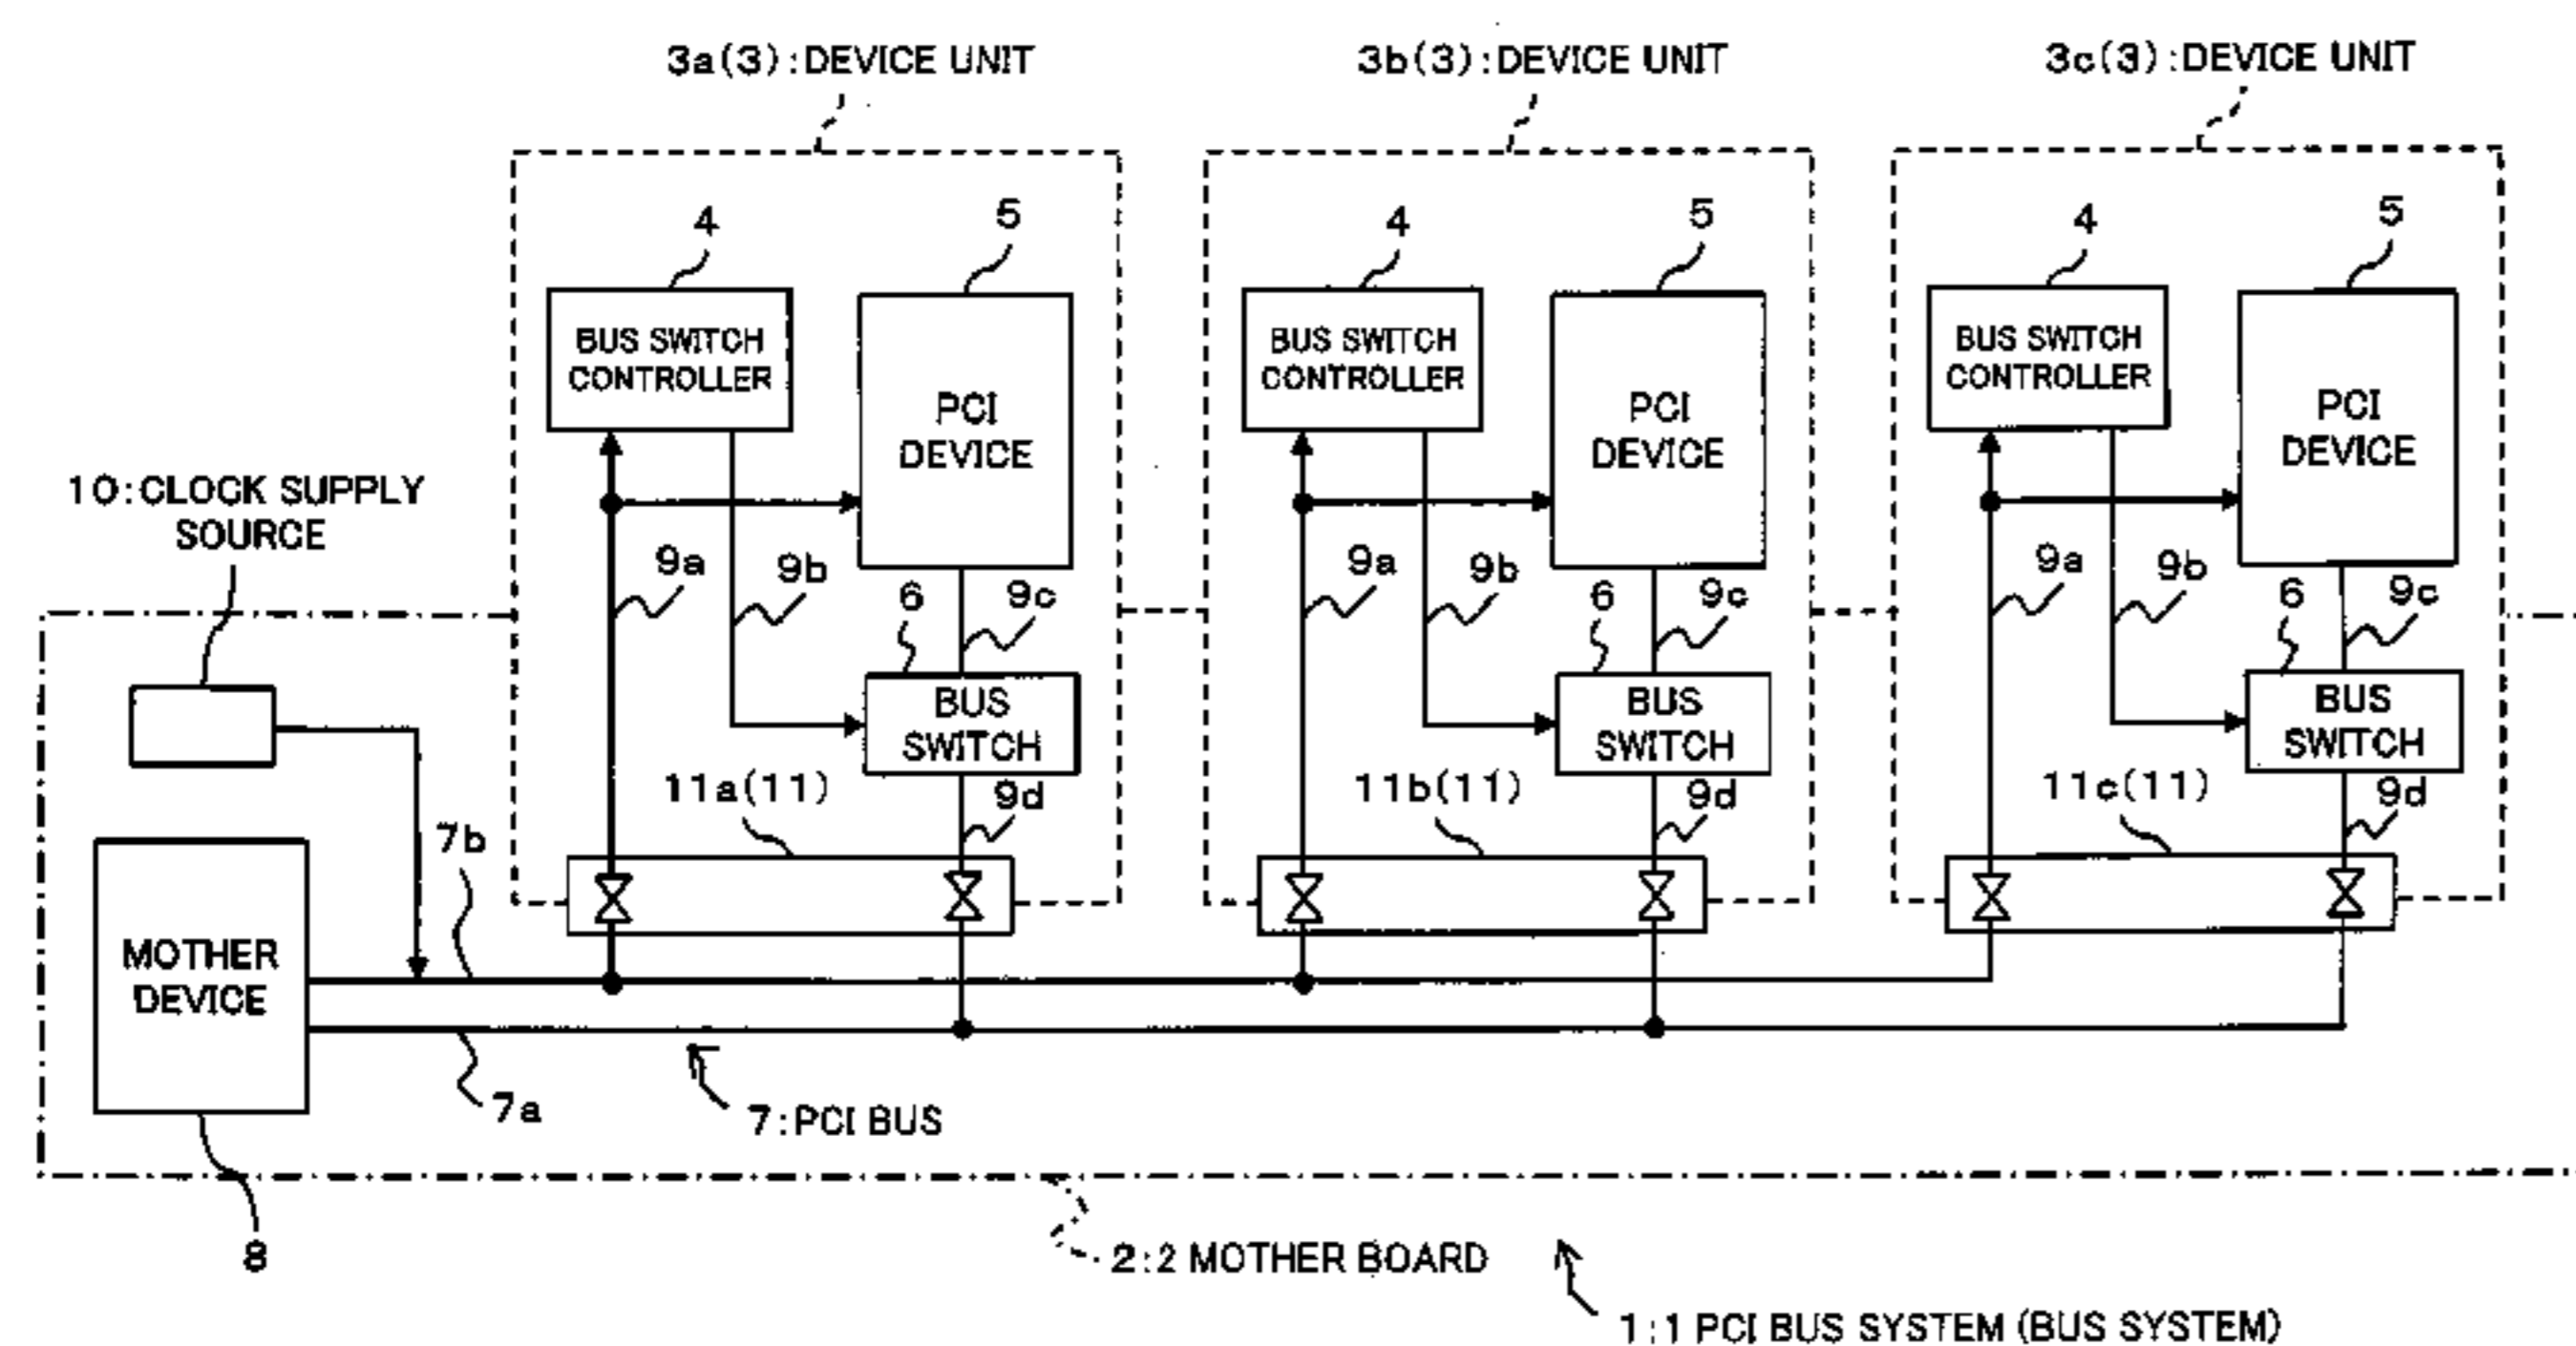 3a(3):DEVICE UNIT
3b(3):DEVICE UNIT
3c(3):DEVICE UNIT
4
5
4
5
4
5
BUS SWITCH
CONTROLLER
PCI
DEVICE
BUS SWITCH
CONTROLLER
PCI
DEVICE
BUS SWITCH
CONTROLLER
PCI
DEVICE
10:CLOCK SUPPLY
SOURCE
9a
9b
6
9c
9a
9b
6
9c
9a
9b
6
9c
BUS
SWITCH
BUS
SWITCH
BUS
SWITCH
11a(11)
9d
11b(11)
9d
11c(11)
9d
7b
MOTHER
DEVICE
7a
7:PCI BUS
8
2:2 MOTHER BOARD
1:1 PCI BUS SYSTEM (BUS SYSTEM)